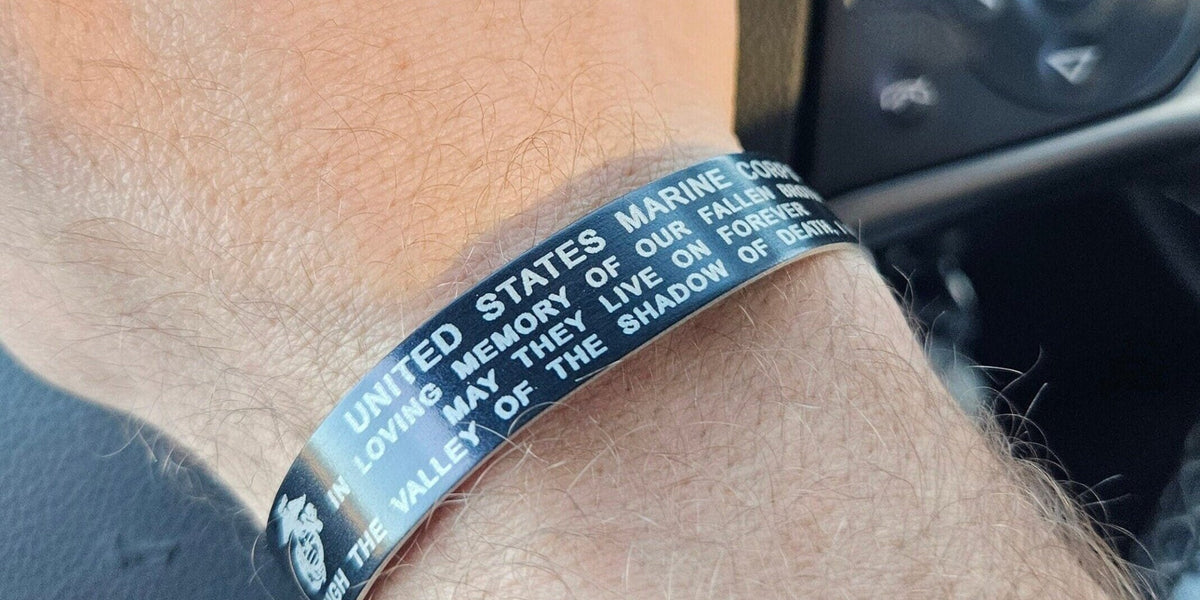 UNITED STATES MARINE CORPS
IN LOVING MEMORY OF OUR FALLEN
MAY THEY LIVE ON FOREVER
THE VALLEY OF THE SHADOW OF DEATH,